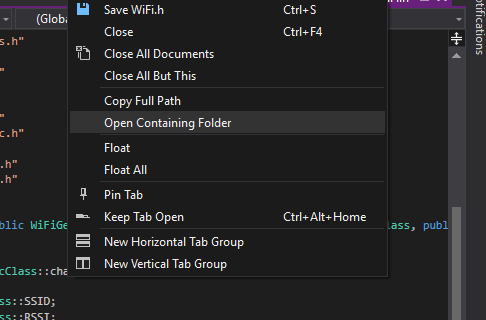 (Globa
Save WiFi.h Ctrl+S
Close Ctrl+F4
s.h"
Close All Documents
Close All But This
"
Copy Full Path
"
Open Containing Folder
c.h"
Float
.h"
Float All
.h"
Pin Tab
Keep Tab Open Ctrl+Alt+Home
blic WiFiGe lass, publ
New Horizontal Tab Group
New Vertical Tab Group
cClass::cha
ss::SSID;
ss::RSSI;
Notifications